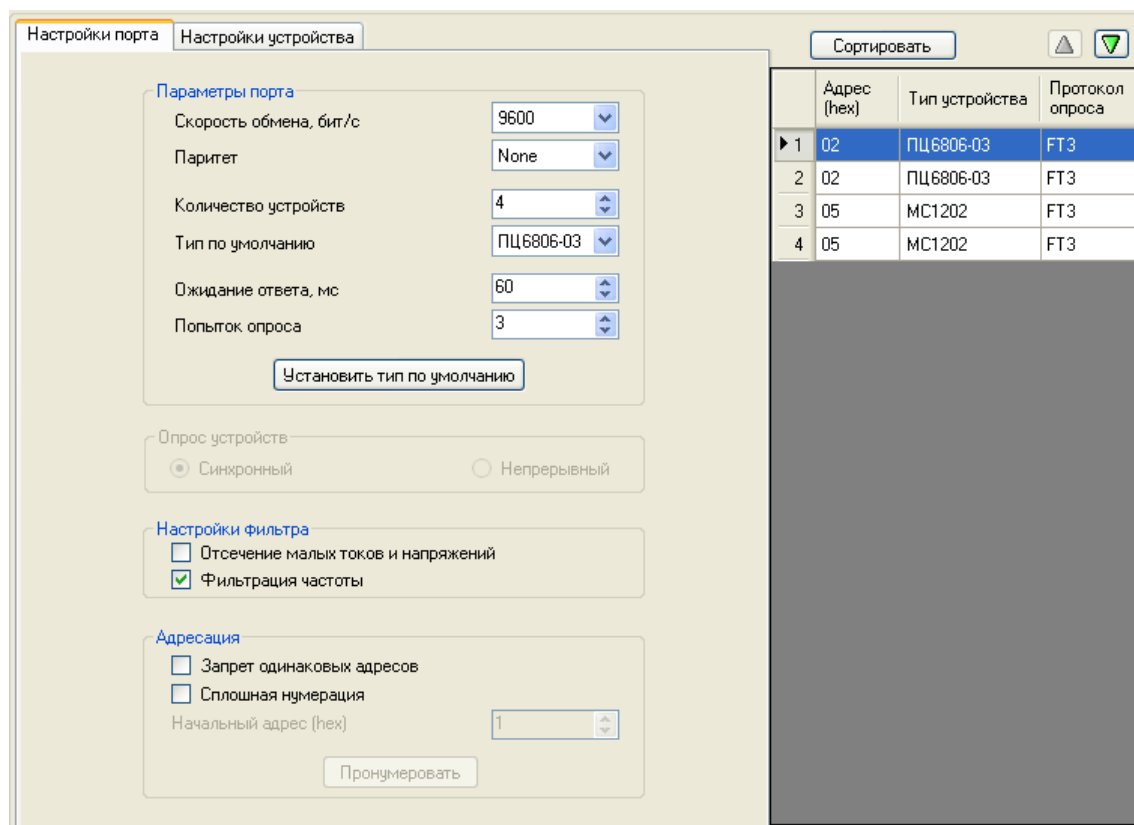 Настройки порта
Настройки устройства
Параметры порта
Скорость обмена, бит/с 9600
Паритет None
Количество устройств 4
Тип по умолчанию ПЦ6806-03
Ожидание ответа, мс 60
Попыток опроса 3
Установить тип по умолчанию
Опрос устройств
Синхронный Непрерывный
Настройки фильтра
Отсечение малых токов и напряжений
Фильтрация частоты
Адресация
Запрет одинаковых адресов
Сплошная нумерация
Начальный адрес (hex) 1
Пронумеровать
Сортировать
Адрес (hex) Тип устройства Протокол опроса
1 02 ПЦ6806-03 FT3
2 02 ПЦ6806-03 FT3
3 05 МС1202 FT3
4 05 МС1202 FT3